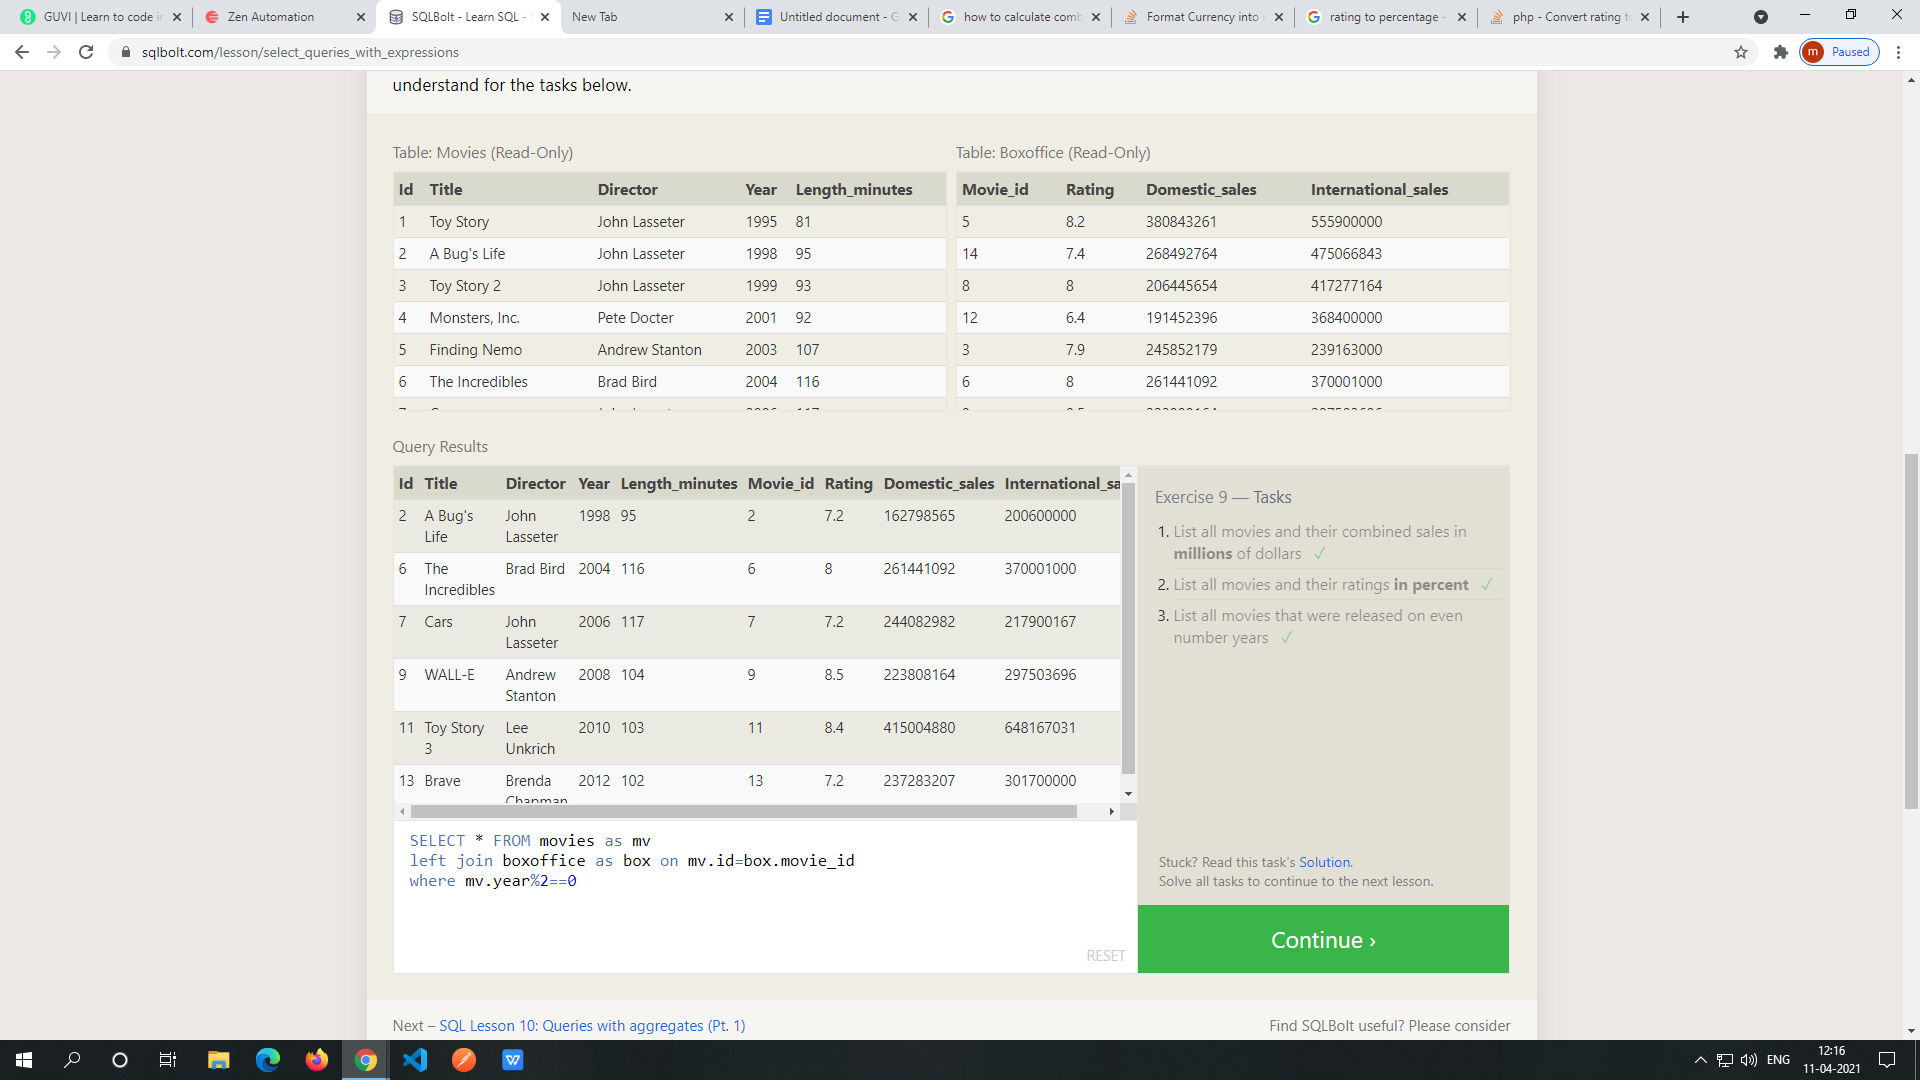 GUVI | Learn to code in
Zen Automation
SQLBolt - Learn SQL -
New Tab
Untitled document - G
how to calculate comb
Format Currency into
rating to percentage -
php - Convert rating to
sqlbolt.com/lesson/select_queries_with_expressions
m Paused
understand for the tasks below.
Table: Movies (Read-Only)
Id Title Director Year Length_minutes
1 Toy Story John Lasseter 1995 81
2 A Bug's Life John Lasseter 1998 95
3 Toy Story 2 John Lasseter 1999 93
4 Monsters, Inc. Pete Docter 2001 92
5 Finding Nemo Andrew Stanton 2003 107
6 The Incredibles Brad Bird 2004 116
Table: Boxoffice (Read-Only)
Movie_id Rating Domestic_sales International_sales
5 8.2 380843261 555900000
14 7.4 268492764 475066843
8 8 206445654 417277164
12 6.4 191452396 368400000
3 7.9 245852179 239163000
6 8 261441092 370001000
Query Results
Id Title Director Year Length_minutes Movie_id Rating Domestic_sales International_sa
2 A Bug's John 1998 95 2 7.2 162798565 200600000
Life Lasseter
6 The Brad Bird 2004 116 6 8 261441092 370001000
Incredibles
7 Cars John 2006 117 7 7.2 244082982 217900167
Lasseter
9 WALL-E Andrew 2008 104 9 8.5 223808164 297503696
Stanton
11 Toy Story Lee 2010 103 11 8.4 415004880 648167031
3 Unkrich
13 Brave Brenda 2012 102 13 7.2 237283207 301700000
Chapman
SELECT * FROM movies as mv
left join boxoffice as box on mv.id=box.movie_id
where mv.year%2==0
RESET
Exercise 9 — Tasks
1. List all movies and their combined sales in
millions of dollars ✓
2. List all movies and their ratings in percent ✓
3. List all movies that were released on even
number years ✓
Stuck? Read this task's Solution.
Solve all tasks to continue to the next lesson.
Continue ›
Next – SQL Lesson 10: Queries with aggregates (Pt. 1)
Find SQLBolt useful? Please consider
ENG
12:16
11-04-2021